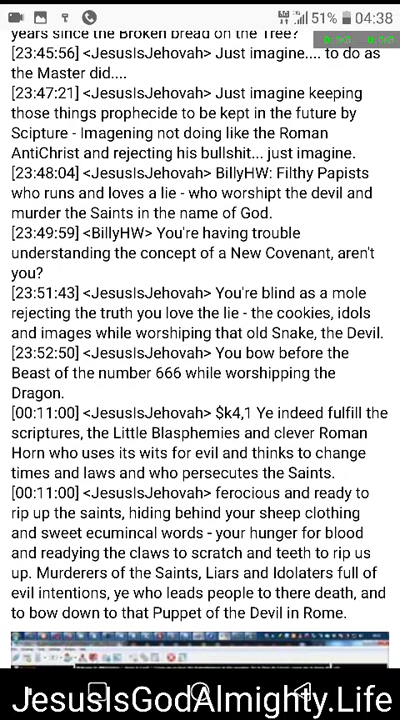 51% 04:38
years since the Broken bread on the Tree?
[23:45:56] <JesusIsJehovah> Just imagine.... to do as
the Master did....
[23:47:21] <JesusIsJehovah> Just imagine keeping
those things prophecide to be kept in the future by
Scipture - Imagening not doing like the Roman
AntiChrist and rejecting his bullshit... just imagine.
[23:48:04] <JesusIsJehovah> BillyHW: Filthy Papists
who runs and loves a lie - who worshipt the devil and
murder the Saints in the name of God.
[23:49:59] <BillyHW> You're having trouble
understanding the concept of a New Covenant, aren't
you?
[23:51:43] <JesusIsJehovah> You're blind as a mole
rejecting the truth you love the lie - the cookies, idols
and images while worshiping that old Snake, the Devil.
[23:52:50] <JesusIsJehovah> You bow before the
Beast of the number 666 while worshipping the
Dragon.
[00:11:00] <JesusIsJehovah> $k4,1 Ye indeed fulfill the
scriptures, the Little Blasphemies and clever Roman
Horn who uses its wits for evil and thinks to change
times and laws and who persecutes the Saints.
[00:11:00] <JesusIsJehovah> ferocious and ready to
rip up the saints, hiding behind your sheep clothing
and sweet ecumincal words - your hunger for blood
and readying the claws to scratch and teeth to rip us
up. Murderers of the Saints, Liars and Idolaters full of
evil intentions, ye who leads people to there death, and
to bow down to that Puppet of the Devil in Rome.
JesusIsGodAlmighty.Life